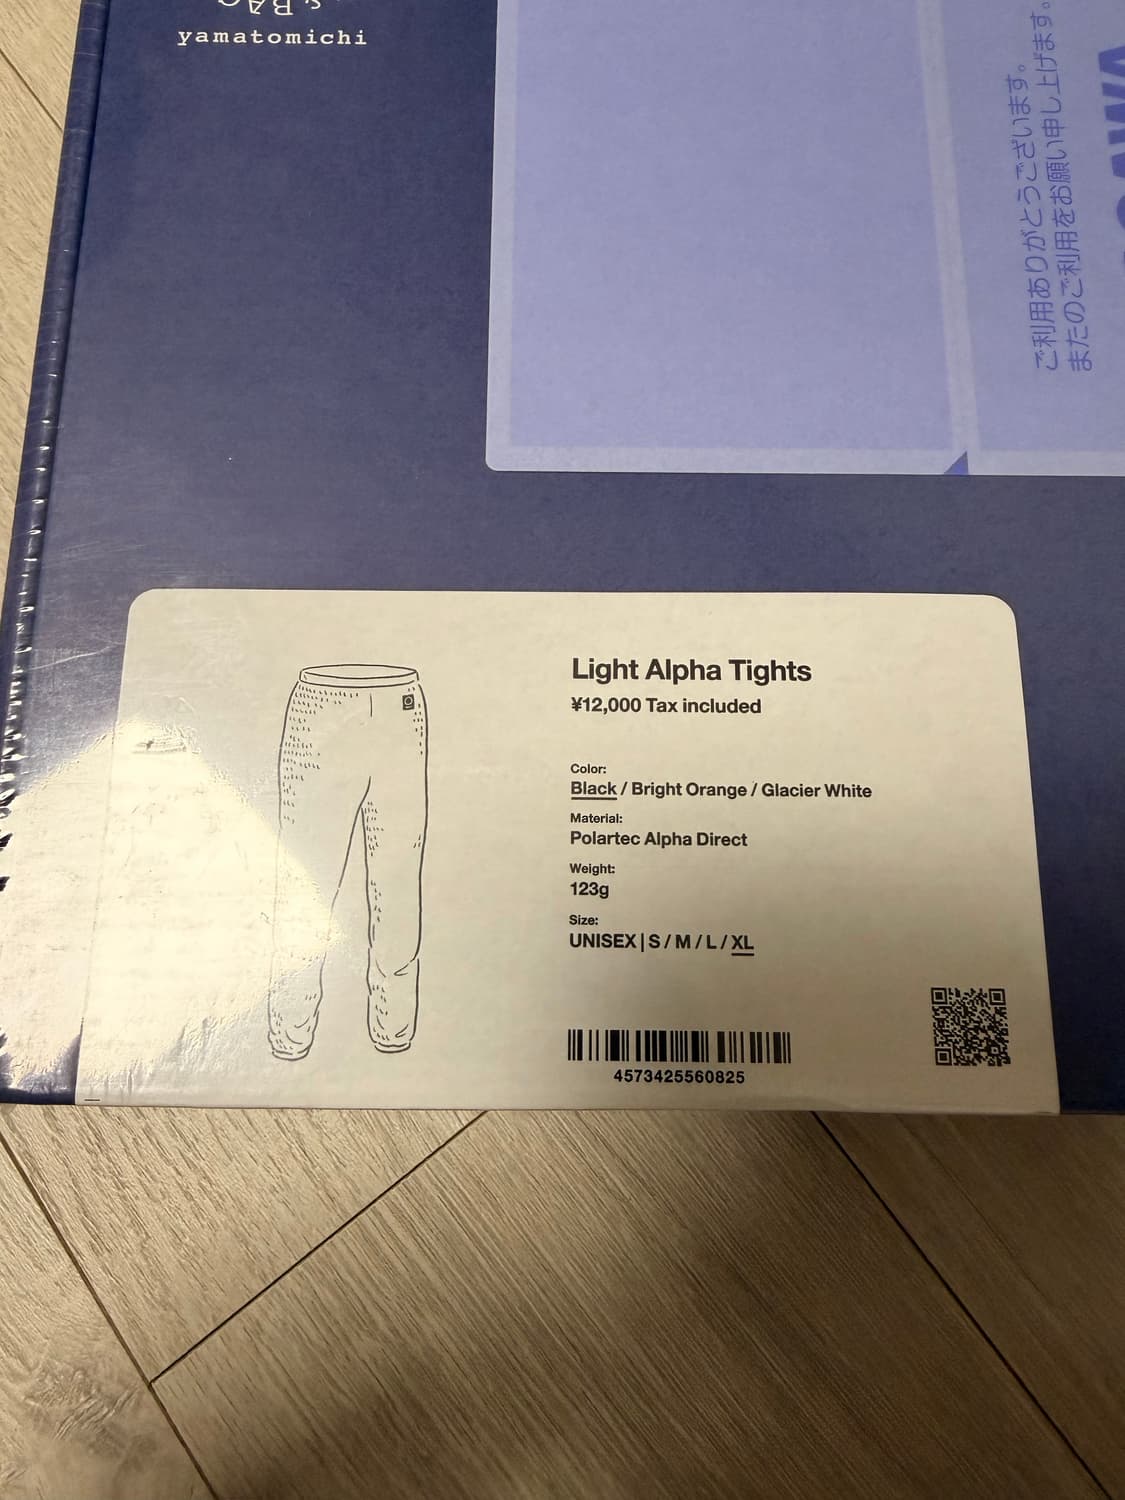 yamatomichi
ご利用ありがとうございます。
またのご利用をお願い申し上げます。
Light Alpha Tights
¥12,000 Tax included
Color:
Black / Bright Orange / Glacier White
Material:
Polartec Alpha Direct
Weight:
123g
Size:
UNISEX | S / M / L / XL
4573425560825